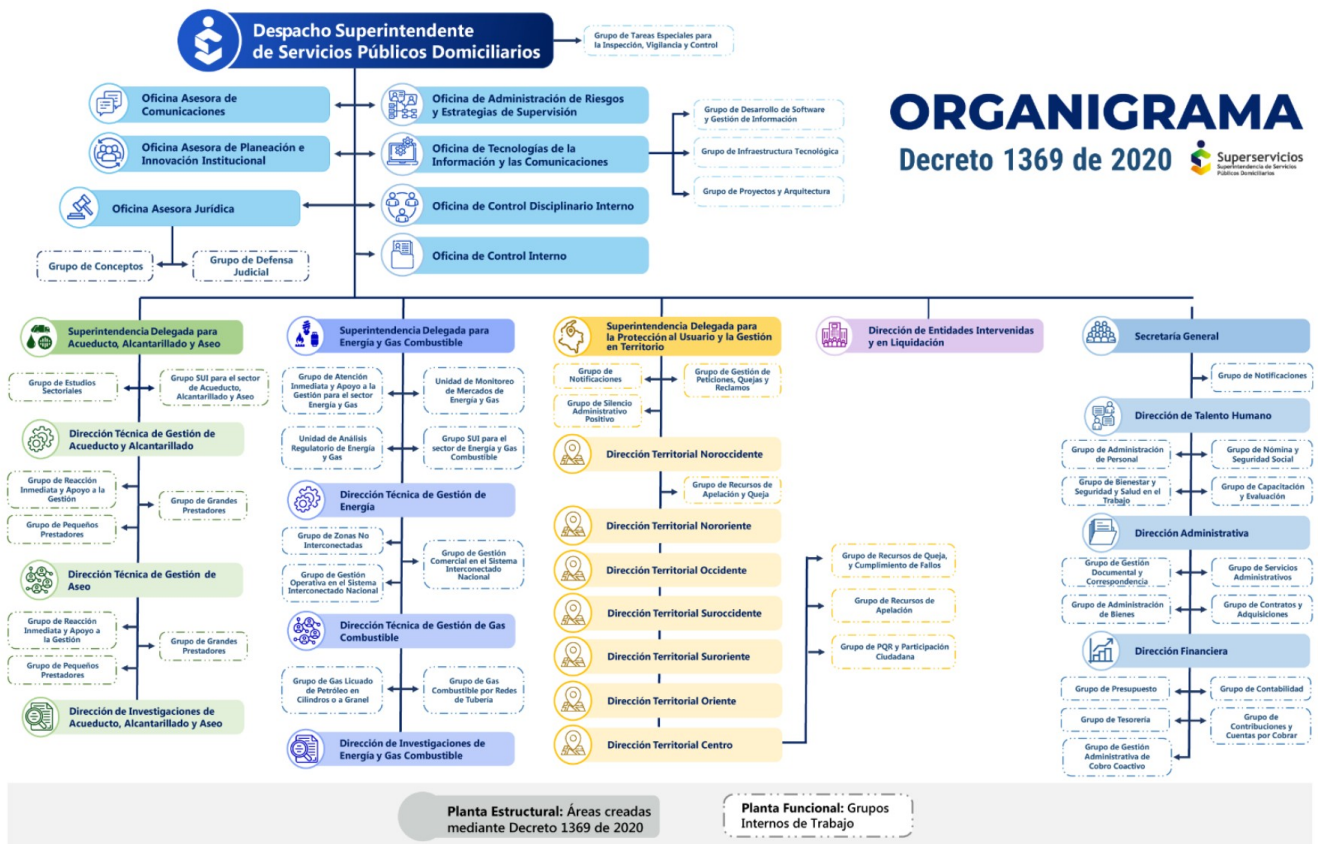 Despacho Superintendente
de Servicios Públicos Domiciliarios
Grupo de Tareas Especiales para
la Inspección, Vigilancia y Control
Oficina Asesora de
Comunicaciones
Oficina de Administración de Riesgos
y Estrategias de Supervisión
Oficina Asesora de Planeación e
Innovación Institucional
Oficina de Tecnologías de la
Información y las Comunicaciones
Grupo de Desarrollo de Software
y Gestión de Información
Grupo de Infraestructura Tecnológica
Grupo de Proyectos y Arquitectura
ORGANIGRAMA
Decreto 1369 de 2020
Superservicios
Superintendencia de Servicios
Públicos Domiciliarios
Oficina Asesora Jurídica
Oficina de Control Disciplinario Interno
Grupo de Conceptos
Grupo de Defensa
Judicial
Oficina de Control Interno
Superintendencia Delegada para
Acueducto, Alcantarillado y Aseo
Grupo de Estudios
Sectoriales
Grupo SUI para el sector
de Acueducto,
Alcantarillado y Aseo
Dirección Técnica de Gestión de
Acueducto y Alcantarillado
Grupo de Reacción
Inmediata y Apoyo a la
Gestión
Grupo de Grandes
Prestadores
Grupo de Pequeños
Prestadores
Dirección Técnica de Gestión de
Aseo
Grupo de Reacción
Inmediata y Apoyo a
la Gestión
Grupo de Grandes
Prestadores
Grupo de Pequeños
Prestadores
Dirección de Investigaciones de
Acueducto, Alcantarillado y Aseo
Superintendencia Delegada para
Energía y Gas Combustible
Grupo de Atención
Inmediata y Apoyo a la
Gestión para el sector
Energía y Gas
Unidad de Monitoreo
de Mercados de
Energía y Gas
Unidad de Análisis
Regulatorio de Energía
y Gas
Grupo SUI para el
sector de Energía y Gas
Combustible
Dirección Técnica de Gestión de
Energía
Grupo de Zonas No
Interconectadas
Grupo de Gestión
Comercial en el Sistema
Interconectado
Nacional
Grupo de Gestión
Operativa en el Sistema
Interconectado Nacional
Dirección Técnica de Gestión de Gas
Combustible
Grupo de Gas Licuado de
Petróleo en
Cilindros o a Granel
Grupo de Gas
Combustible por Redes
de Tubería
Dirección de Investigaciones de
Energía y Gas Combustible
Superintendencia Delegada para
la Protección al Usuario y la Gestión
en Territorio
Grupo de
Notificaciones
Grupo de Gestión de
Peticiones, Quejas y
Reclamos
Grupo de Silencio
Administrativo
Positivo
Dirección Territorial Noroccidente
Grupo de Recursos de
Apelación y Queja
Dirección Territorial Nororiente
Dirección Territorial Occidente
Dirección Territorial Suroccidente
Dirección Territorial Suroriente
Dirección Territorial Oriente
Dirección Territorial Centro
Grupo de Recursos de Queja,
y Cumplimiento de Fallos
Grupo de Recursos de
Apelación
Grupo de PQR y Participación
Ciudadana
Dirección de Entidades Intervenidas
y en Liquidación
Secretaría General
Grupo de Notificaciones
Dirección de Talento Humano
Grupo de Administración
de Personal
Grupo de Nómina y
Seguridad Social
Grupo de Bienestar y
Seguridad y Salud en el
Trabajo
Grupo de Capacitación
y Evaluación
Dirección Administrativa
Grupo de Gestión
Documental y
Correspondencia
Grupo de Servicios
Administrativos
Grupo de Administración
de Bienes
Grupo de Contratos y
Adquisiciones
Dirección Financiera
Grupo de Presupuesto
Grupo de Contabilidad
Grupo de Tesorería
Grupo de
Contribuciones y
Cuentas por Cobrar
Grupo de Gestión
Administrativa de
Cobro Coactivo
Planta Estructural: Áreas creadas
mediante Decreto 1369 de 2020
Planta Funcional: Grupos
Internos de Trabajo